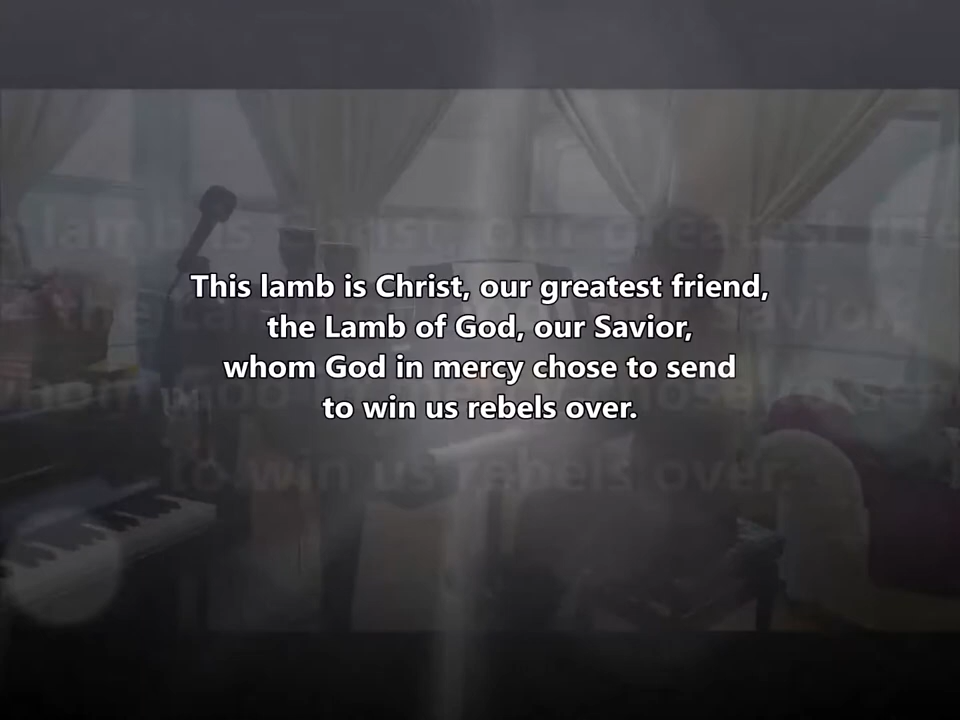 This lamb is Christ, our greatest friend,
the Lamb of God, our Savior,
whom God in mercy chose to send
to win us rebels over.